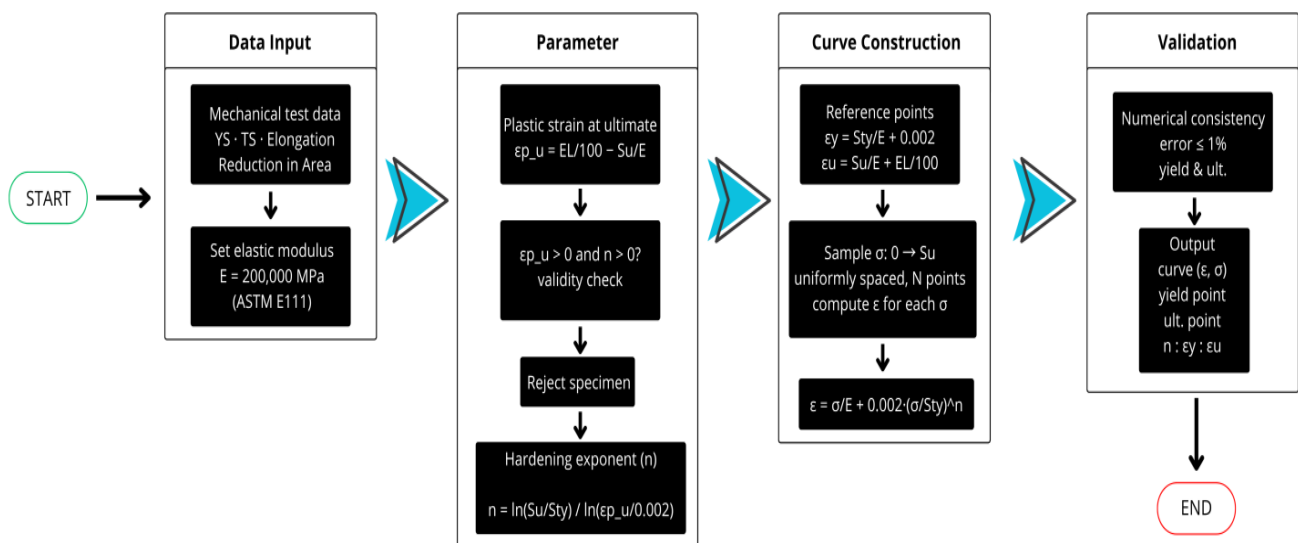 START
Data Input
Mechanical test data
YS · TS · Elongation
Reduction in Area
Set elastic modulus
E = 200,000 MPa
(ASTM E111)
Parameter
Plastic strain at ultimate
εp_u = EL/100 − Su/E
εp_u > 0 and n > 0?
validity check
Reject specimen
Hardening exponent (n)
n = ln(Su/Sty) / ln(εp_u/0.002)
Curve Construction
Reference points
εy = Sty/E + 0.002
εu = Su/E + EL/100
Sample σ: 0 → Su
uniformly spaced, N points
compute ε for each σ
ε = σ/E + 0.002·(σ/Sty)^n
Validation
Numerical consistency
error ≤ 1%
yield & ult.
Output
curve (ε, σ)
yield point
ult. point
n : εy : εu
END